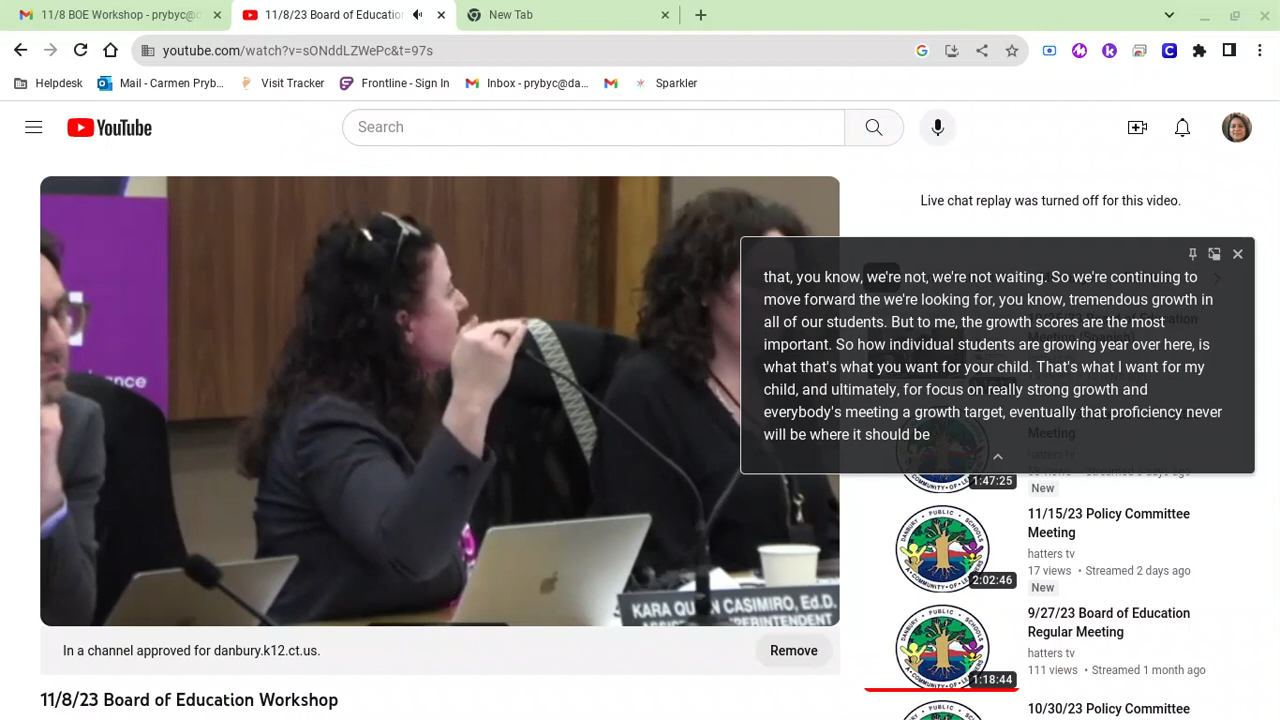 11/8 BOE Workshop - prybyc@d
11/8/23 Board of Education
New Tab
youtube.com/watch?v=sONddLZWePc&t=97s
Helpdesk
Mail - Carmen Pryb...
Visit Tracker
Frontline - Sign In
Inbox - prybyc@da...
Sparkler
YouTube
Search
Live chat replay was turned off for this video.
that, you know, we're not, we're not waiting. So we're continuing to
move forward the we're looking for, you know, tremendous growth in
all of our students. But to me, the growth scores are the most
important. So how individual students are growing year over here, is
what that's what you want for your child. That's what I want for my
child, and ultimately, for focus on really strong growth and
everybody's meeting a growth target, eventually that proficiency never
will be where it should be
Meeting
hatters tv
1:47:25
New
11/15/23 Policy Committee
Meeting
hatters tv
17 views • Streamed 2 days ago
2:02:46
New
9/27/23 Board of Education
Regular Meeting
hatters tv
111 views • Streamed 1 month ago
1:18:44
10/30/23 Policy Committee
KARA QUINN CASIMIRO, Ed.D.
In a channel approved for danbury.k12.ct.us.
Remove
11/8/23 Board of Education Workshop